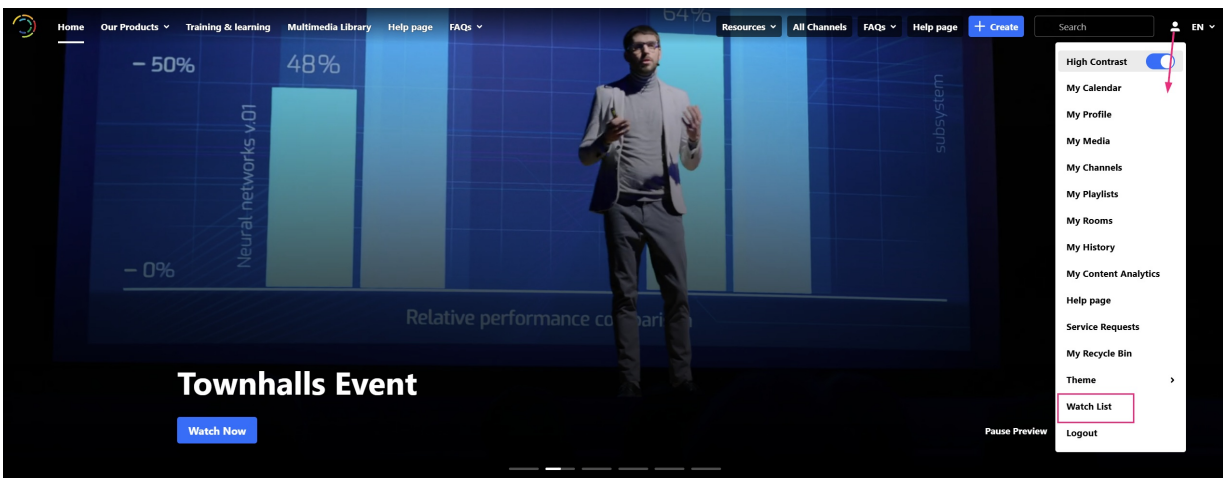 Home Our Products Training & learning Multimedia Library Help page FAQs Resources All Channels FAQs Help page + Create Search EN
64%
– 50%
48%
Neural networks v.01
subsystem
– 0%
Relative performance
Townhalls Event
Watch Now
Pause Preview
High Contrast
My Calendar
My Profile
My Media
My Channels
My Playlists
My Rooms
My History
My Content Analytics
Help page
Service Requests
My Recycle Bin
Theme
Watch List
Logout